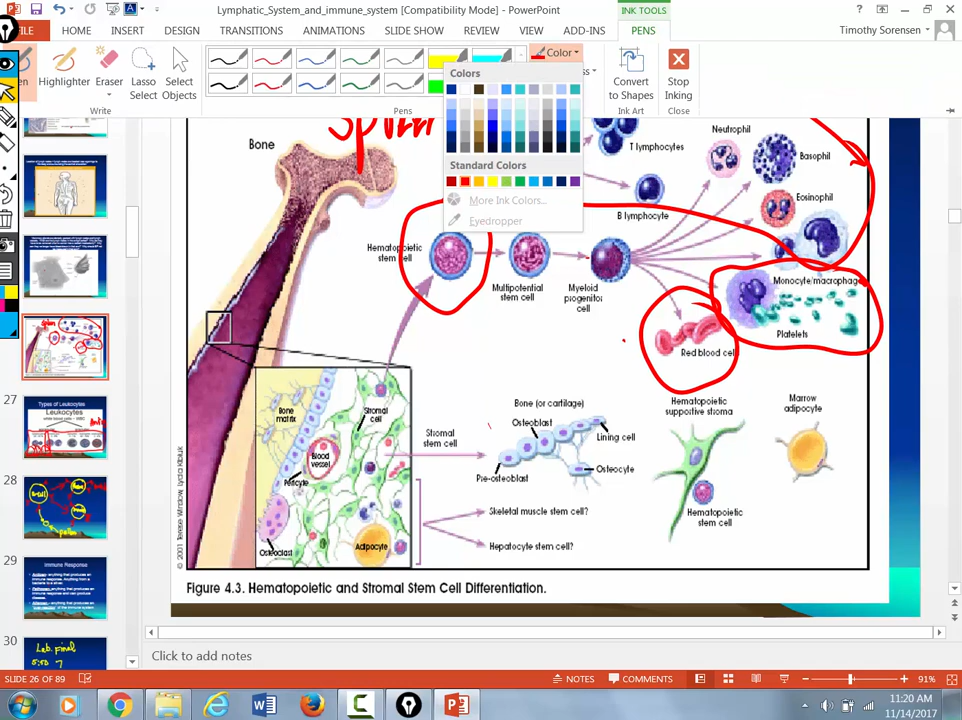 Lymphatic_System_and_immune_system [Compatibility Mode] - PowerPoint
INK TOOLS
FILE HOME INSERT DESIGN TRANSITIONS ANIMATIONS SLIDE SHOW REVIEW VIEW ADD-INS PENS
Timothy Sorensen
Highlighter Eraser Lasso Select Select Objects
Color
Convert to Shapes
Stop Inking
Write
Pens
Ink Art
Close
Colors
Standard Colors
More Ink Colors...
Eyedropper
Bone
T lymphocytes
B lymphocyte
Neutrophil
Basophil
Eosinophil
Monocyte/macrophage
Platelets
Red blood cell
Hematopoietic
stem cell
Multipotential
stem cell
Myeloid
progenitor
cell
Bone
matrix
Stromal
cell
Blood
vessel
Pericyte
Osteoclast
Adipocyte
Stromal
stem cell
Bone (or cartilage)
Osteoblast
Lining cell
Pre-osteoblast
Osteocyte
Skeletal muscle stem cell?
Hepatocyte stem cell?
Hematopoietic
supportive stroma
Hematopoietic
stem cell
Marrow
adipocyte
© 2001 Terese Winslow, Lydia Kibiuk
Figure 4.3. Hematopoietic and Stromal Stem Cell Differentiation.
27
Types of Leukocytes
Leukocytes
28
29
Immune Response
30
Lab. final
Click to add notes
SLIDE 26 OF 89
NOTES
COMMENTS
91%
11:20 AM
11/14/2017